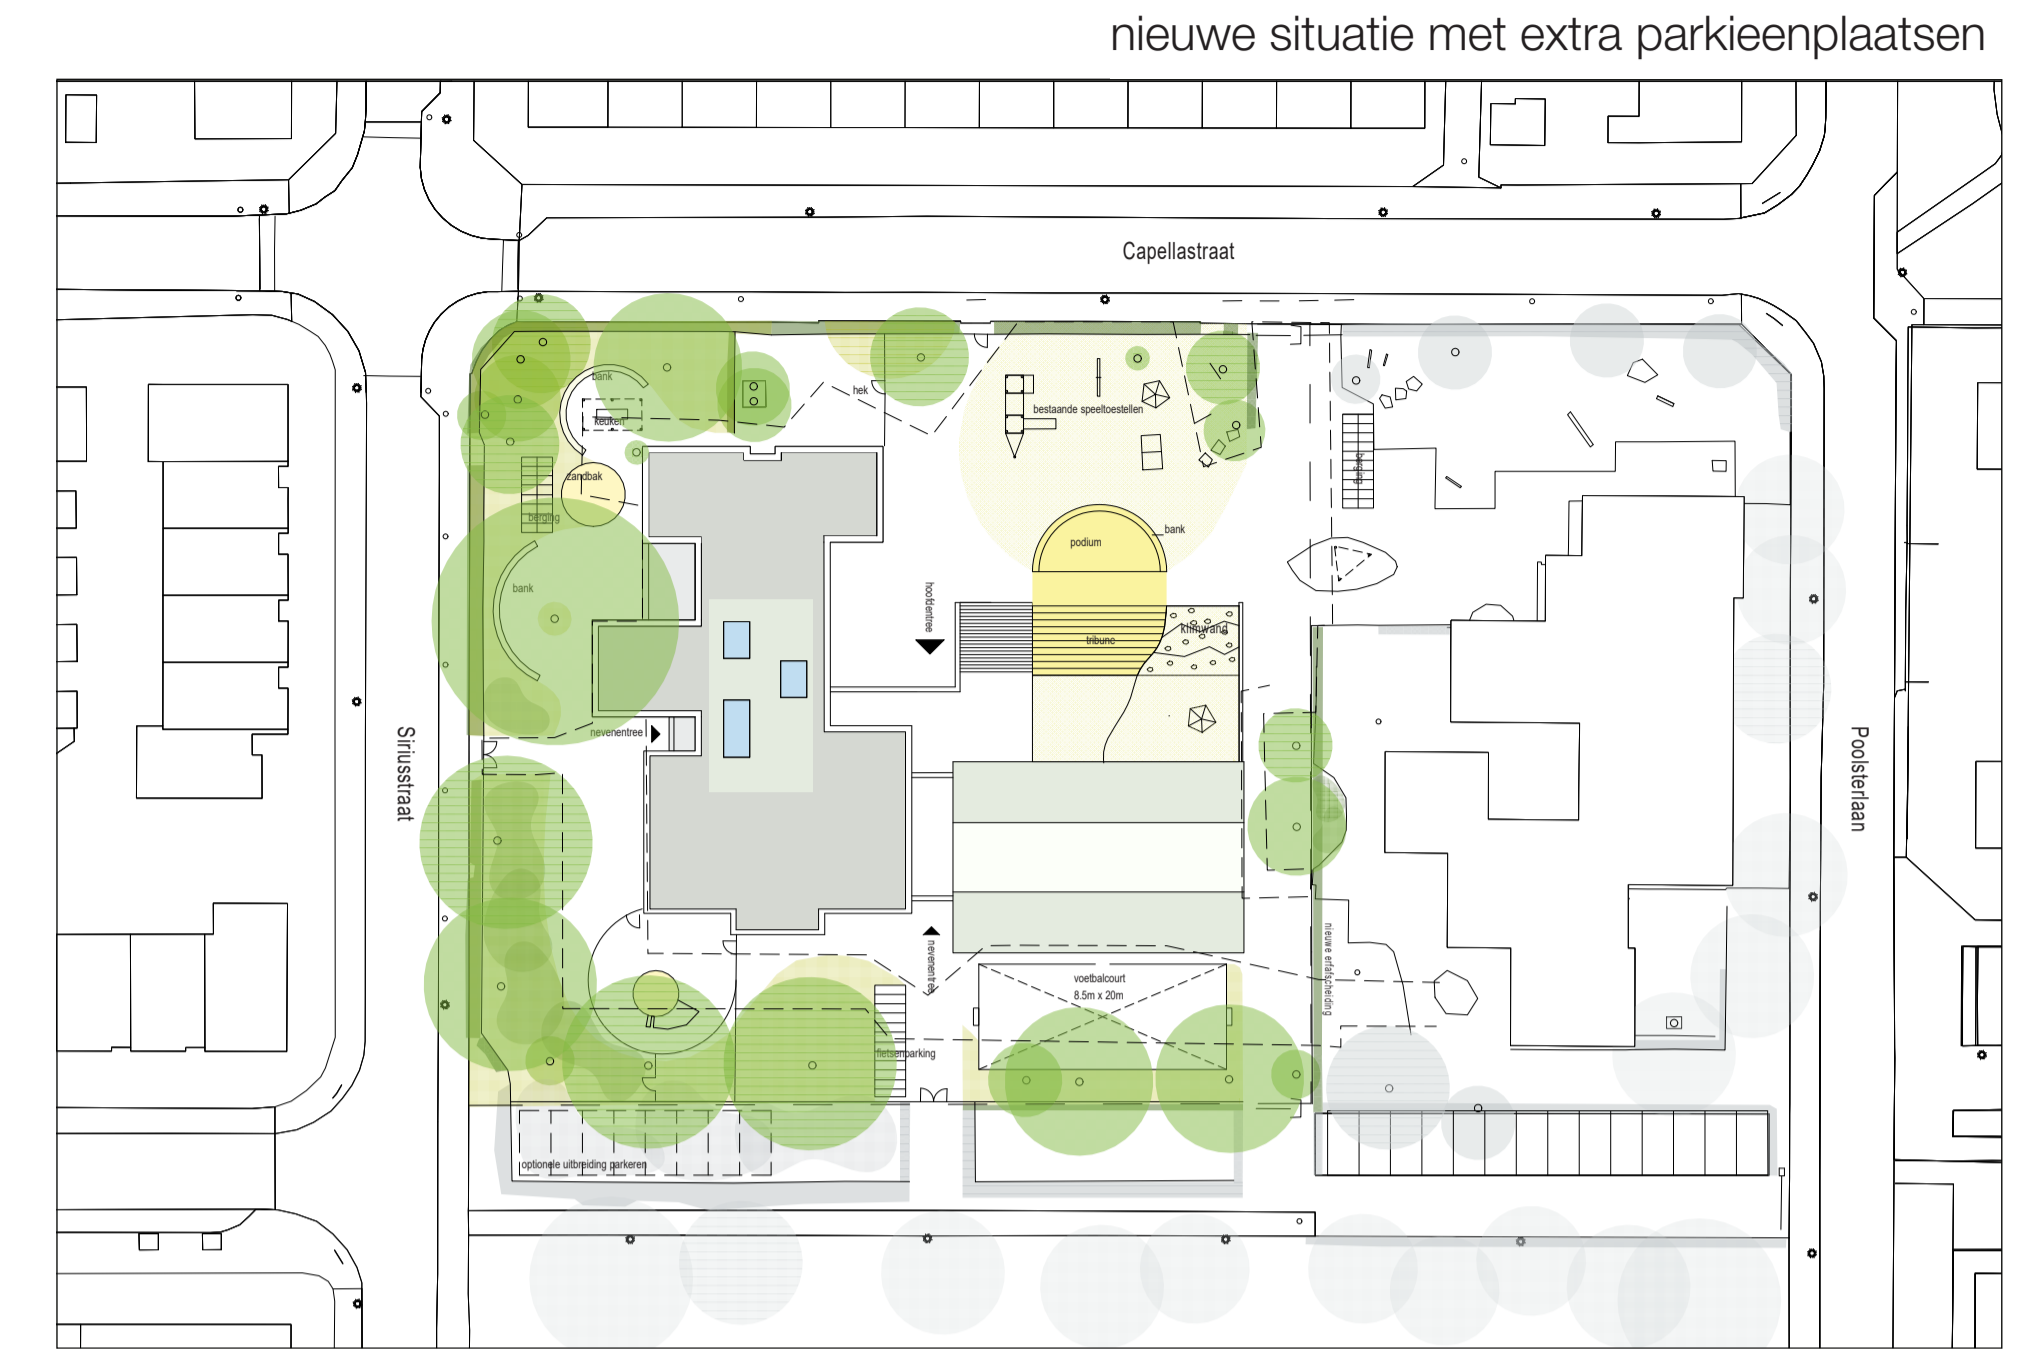 nieuwe situatie met extra parkieenplaatsen
Capellastraat
bank
hek
keuken
bestaande speeltoestellen
zandbak
berging
berging
bank
podium
bank
hoofdentree
tribune
klimwand
nevenentree
Siriusstraat
Poolsterlaan
nevenentree
voetbalcourt
8.5m x 20m
nieuwe erfafscheiding
fietsenparking
optionele uitbreiding parkeren